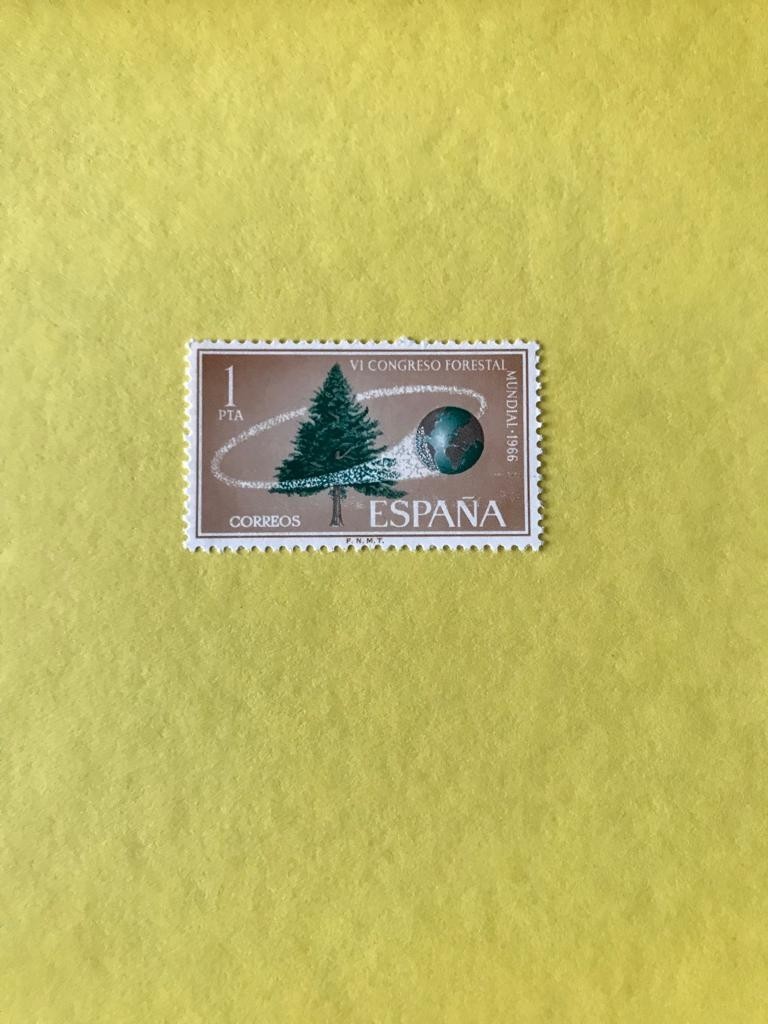 1
PTA
VI CONGRESO FORESTAL
MUNDIAL·1966
CORREOS
ESPAÑA
F. N. M. T.